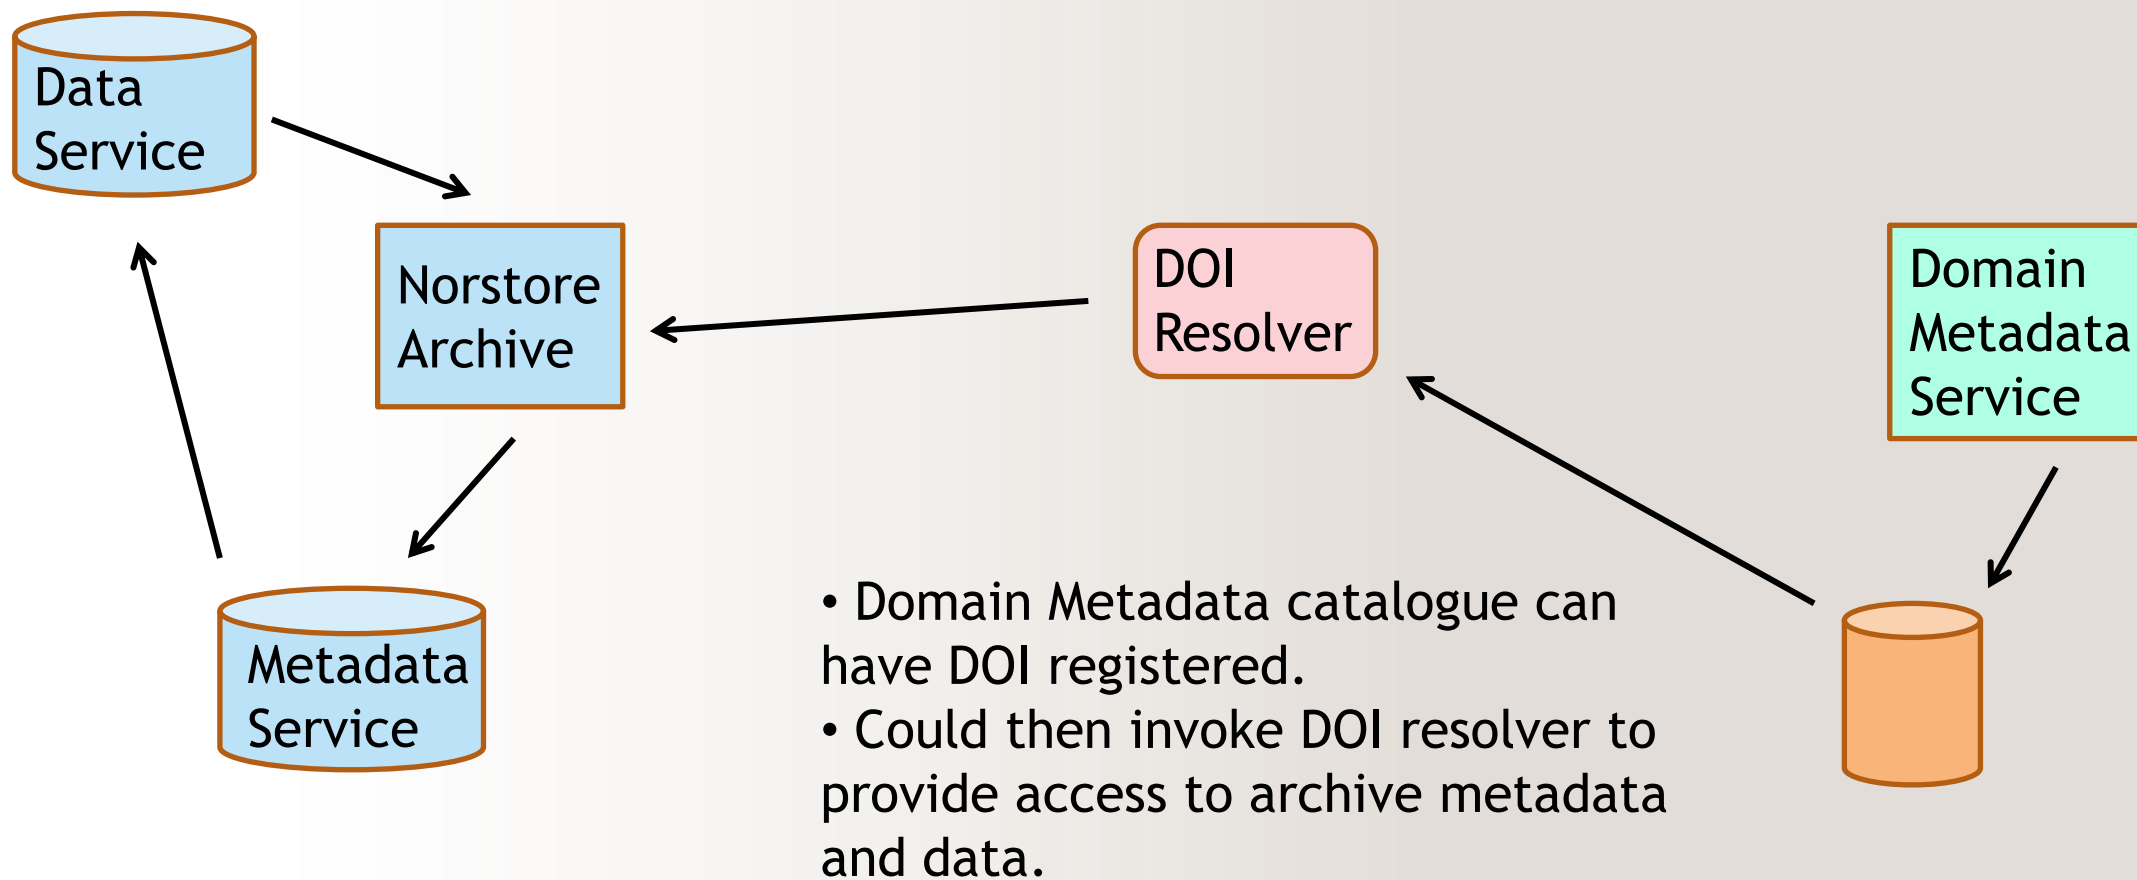 Data
Service
Norstore
Archive
DOI
Resolver
Domain
Metadata
Service
Metadata
Service
• Domain Metadata catalogue can
have DOI registered.
• Could then invoke DOI resolver to
provide access to archive metadata
and data.